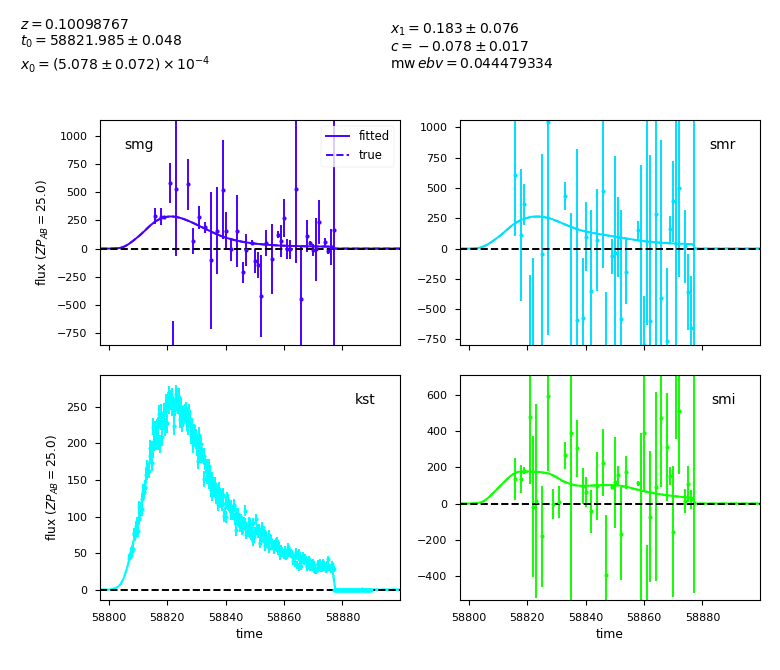 z = 0.10098767
t₀ = 58821.985 ± 0.048
x₀ = (5.078 ± 0.072) × 10⁻⁴
x₁ = 0.183 ± 0.076
c = −0.078 ± 0.017
mw ebv = 0.044479334
smg
fitted
true
1000
750
500
250
0
−250
−500
−750
flux (ZP_AB = 25.0)
smr
1000
750
500
250
0
−250
−500
−750
kst
250
200
150
100
50
0
flux (ZP_AB = 25.0)
58800 58820 58840 58860 58880
time
smi
600
400
200
0
−200
−400
58800 58820 58840 58860 58880
time